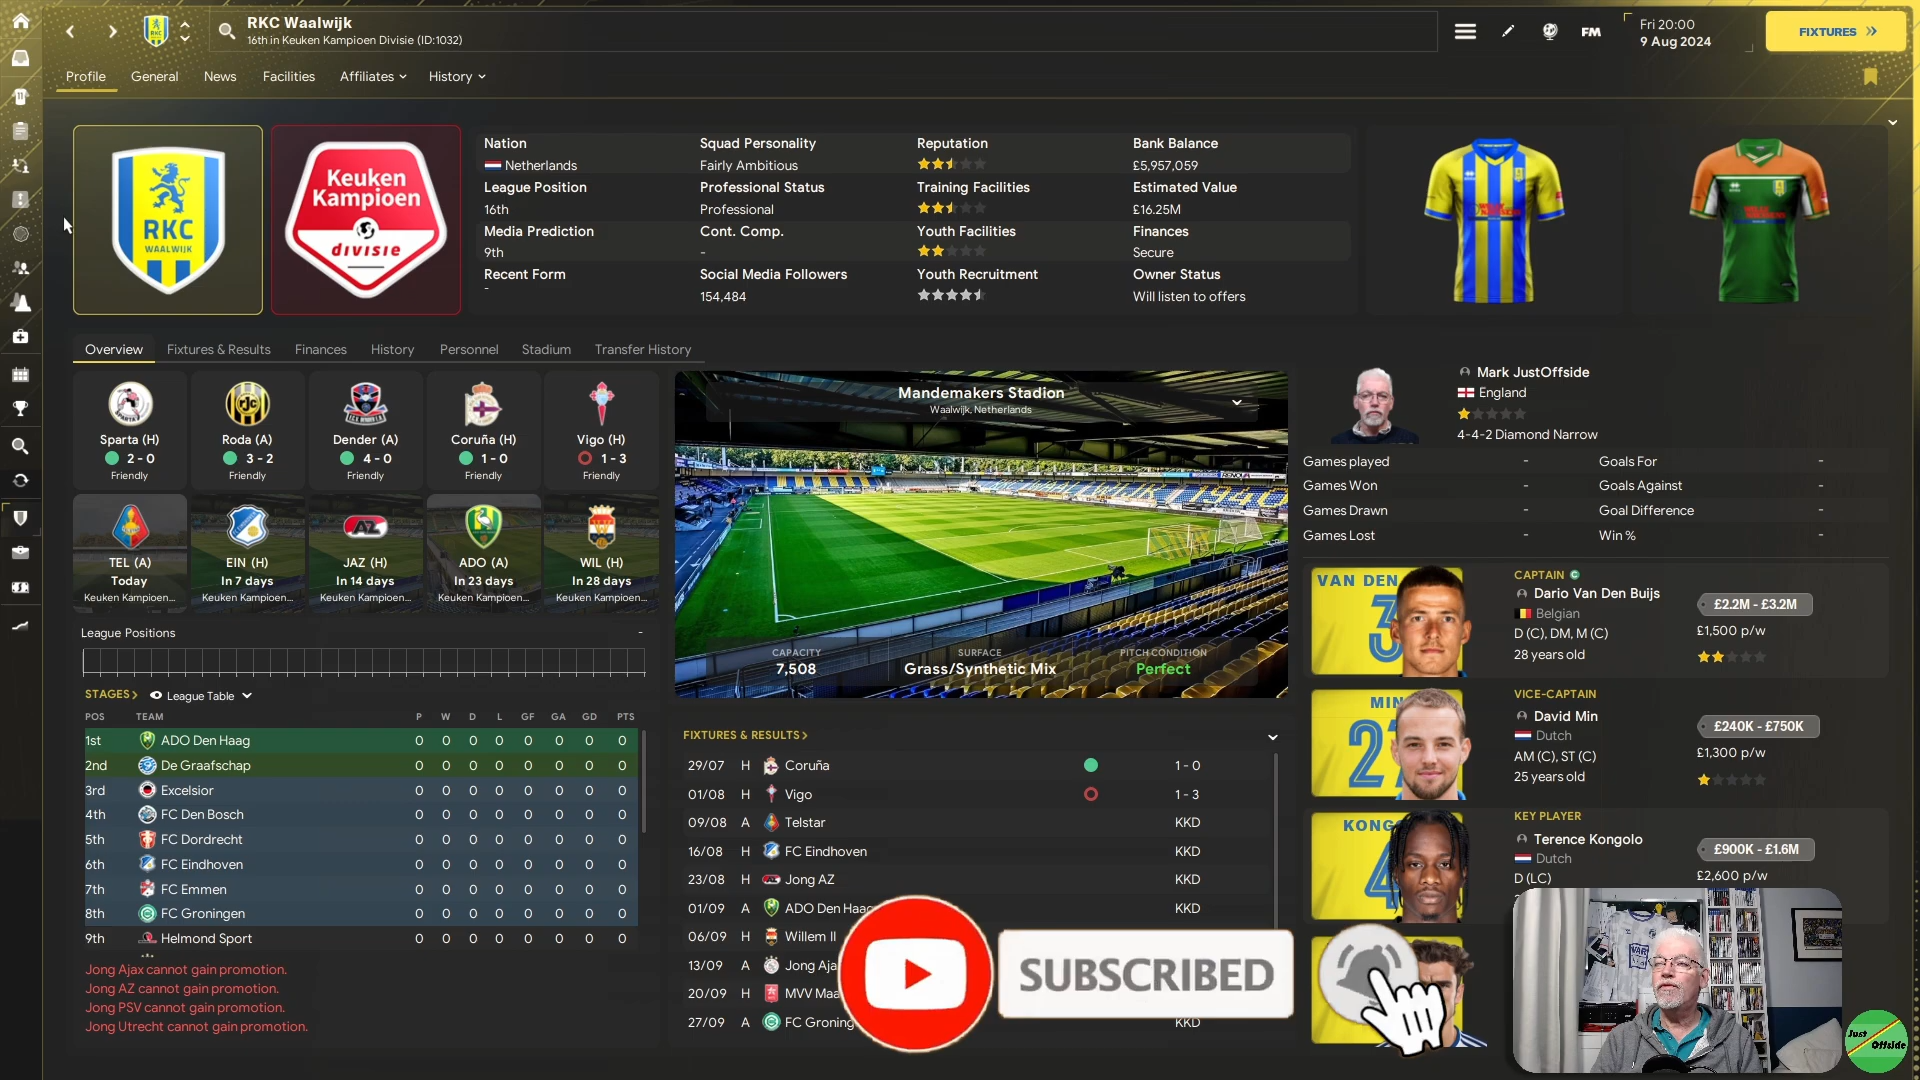 RKC Waalwijk
16th in Keuken Kampioen Divisie (ID:1032)
FM
Fri 20:00
9 Aug 2024
FIXTURES
Profile
General
News
Facilities
Affiliates
History
RKC
WAALWIJK
Keuken
Kampioen
divisie
Nation
Netherlands
League Position
16th
Media Prediction
9th
Recent Form
-
Squad Personality
Fairly Ambitious
Professional Status
Professional
Cont. Comp.
-
Social Media Followers
154,484
Reputation
Training Facilities
Youth Facilities
Youth Recruitment
Bank Balance
£5,957,059
Estimated Value
£16.25M
Finances
Secure
Owner Status
Will listen to offers
Overview
Fixtures & Results
Finances
History
Personnel
Stadium
Transfer History
Sparta (H)
2 - 0
Friendly
Roda (A)
3 - 2
Friendly
Dender (A)
4 - 0
Friendly
Coruña (H)
1 - 0
Friendly
Vigo (H)
1 - 3
Friendly
TEL (A)
Today
Keuken Kampioen...
EIN (H)
In 7 days
Keuken Kampioen...
JAZ (H)
In 14 days
Keuken Kampioen...
ADO (A)
In 23 days
Keuken Kampioen...
WIL (H)
In 28 days
Keuken Kampioen...
League Positions -
STAGES > League Table
POS TEAM P W D L GF GA GD PTS
1st ADO Den Haag 0 0 0 0 0 0 0 0
2nd De Graafschap 0 0 0 0 0 0 0 0
3rd Excelsior 0 0 0 0 0 0 0 0
4th FC Den Bosch 0 0 0 0 0 0 0 0
5th FC Dordrecht 0 0 0 0 0 0 0 0
6th FC Eindhoven 0 0 0 0 0 0 0 0
7th FC Emmen 0 0 0 0 0 0 0 0
8th FC Groningen 0 0 0 0 0 0 0 0
9th Helmond Sport 0 0 0 0 0 0 0 0
Jong Ajax cannot gain promotion.
Jong AZ cannot gain promotion.
Jong PSV cannot gain promotion.
Jong Utrecht cannot gain promotion.
Mandemakers Stadion
Waalwijk, Netherlands
CAPACITY
7,508
SURFACE
Grass/Synthetic Mix
PITCH CONDITION
Perfect
FIXTURES & RESULTS >
29/07 H Coruña 1 - 0
01/08 H Vigo 1 - 3
09/08 A Telstar KKD
16/08 H FC Eindhoven KKD
23/08 H Jong AZ KKD
01/09 A ADO Den Haag KKD
06/09 H Willem II
13/09 A Jong Aja
20/09 H MVV Maa
27/09 A FC Groning KKD
SUBSCRIBED
Mark JustOffside
England
4-4-2 Diamond Narrow
Games played - Goals For -
Games Won - Goals Against -
Games Drawn - Goal Difference -
Games Lost - Win % -
VAN DEN
3
CAPTAIN C
Dario Van Den Buijs
Belgian
D (C), DM, M (C)
28 years old
£2.2M - £3.2M
£1,500 p/w
MIN
27
VICE-CAPTAIN
David Min
Dutch
AM (C), ST (C)
25 years old
£240K - £750K
£1,300 p/w
KONG
4
KEY PLAYER
Terence Kongolo
Dutch
D (LC)
£900K - £1.6M
£2,600 p/w
Just
Offside